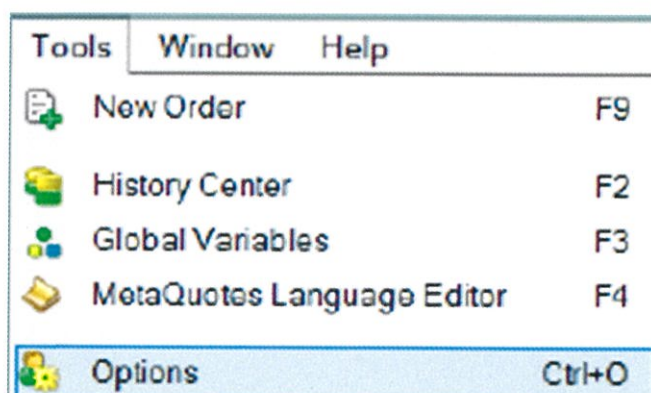 Tools Window Help
New Order F9
History Center F2
Global Variables F3
MetaQuotes Language Editor F4
Options Ctrl+O